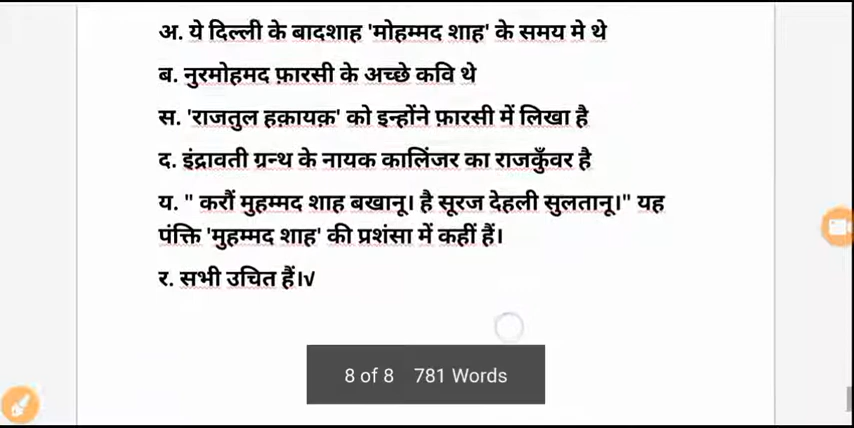 अ. ये दिल्ली के बादशाह 'मोहम्मद शाह' के समय मे थे
ब. नुरमोहमद फ़ारसी के अच्छे कवि थे
स. 'राजतुल हक़ायक़' को इन्होंने फ़ारसी में लिखा है
द. इंद्रावती ग्रन्थ के नायक कालिंजर का राजकुँवर है
य. " करौं मुहम्मद शाह बखानू। है सूरज देहली सुलतानू।" यह
पंक्ति 'मुहम्मद शाह' की प्रशंसा में कहीं हैं।
र. सभी उचित हैं।√
8 of 8 781 Words